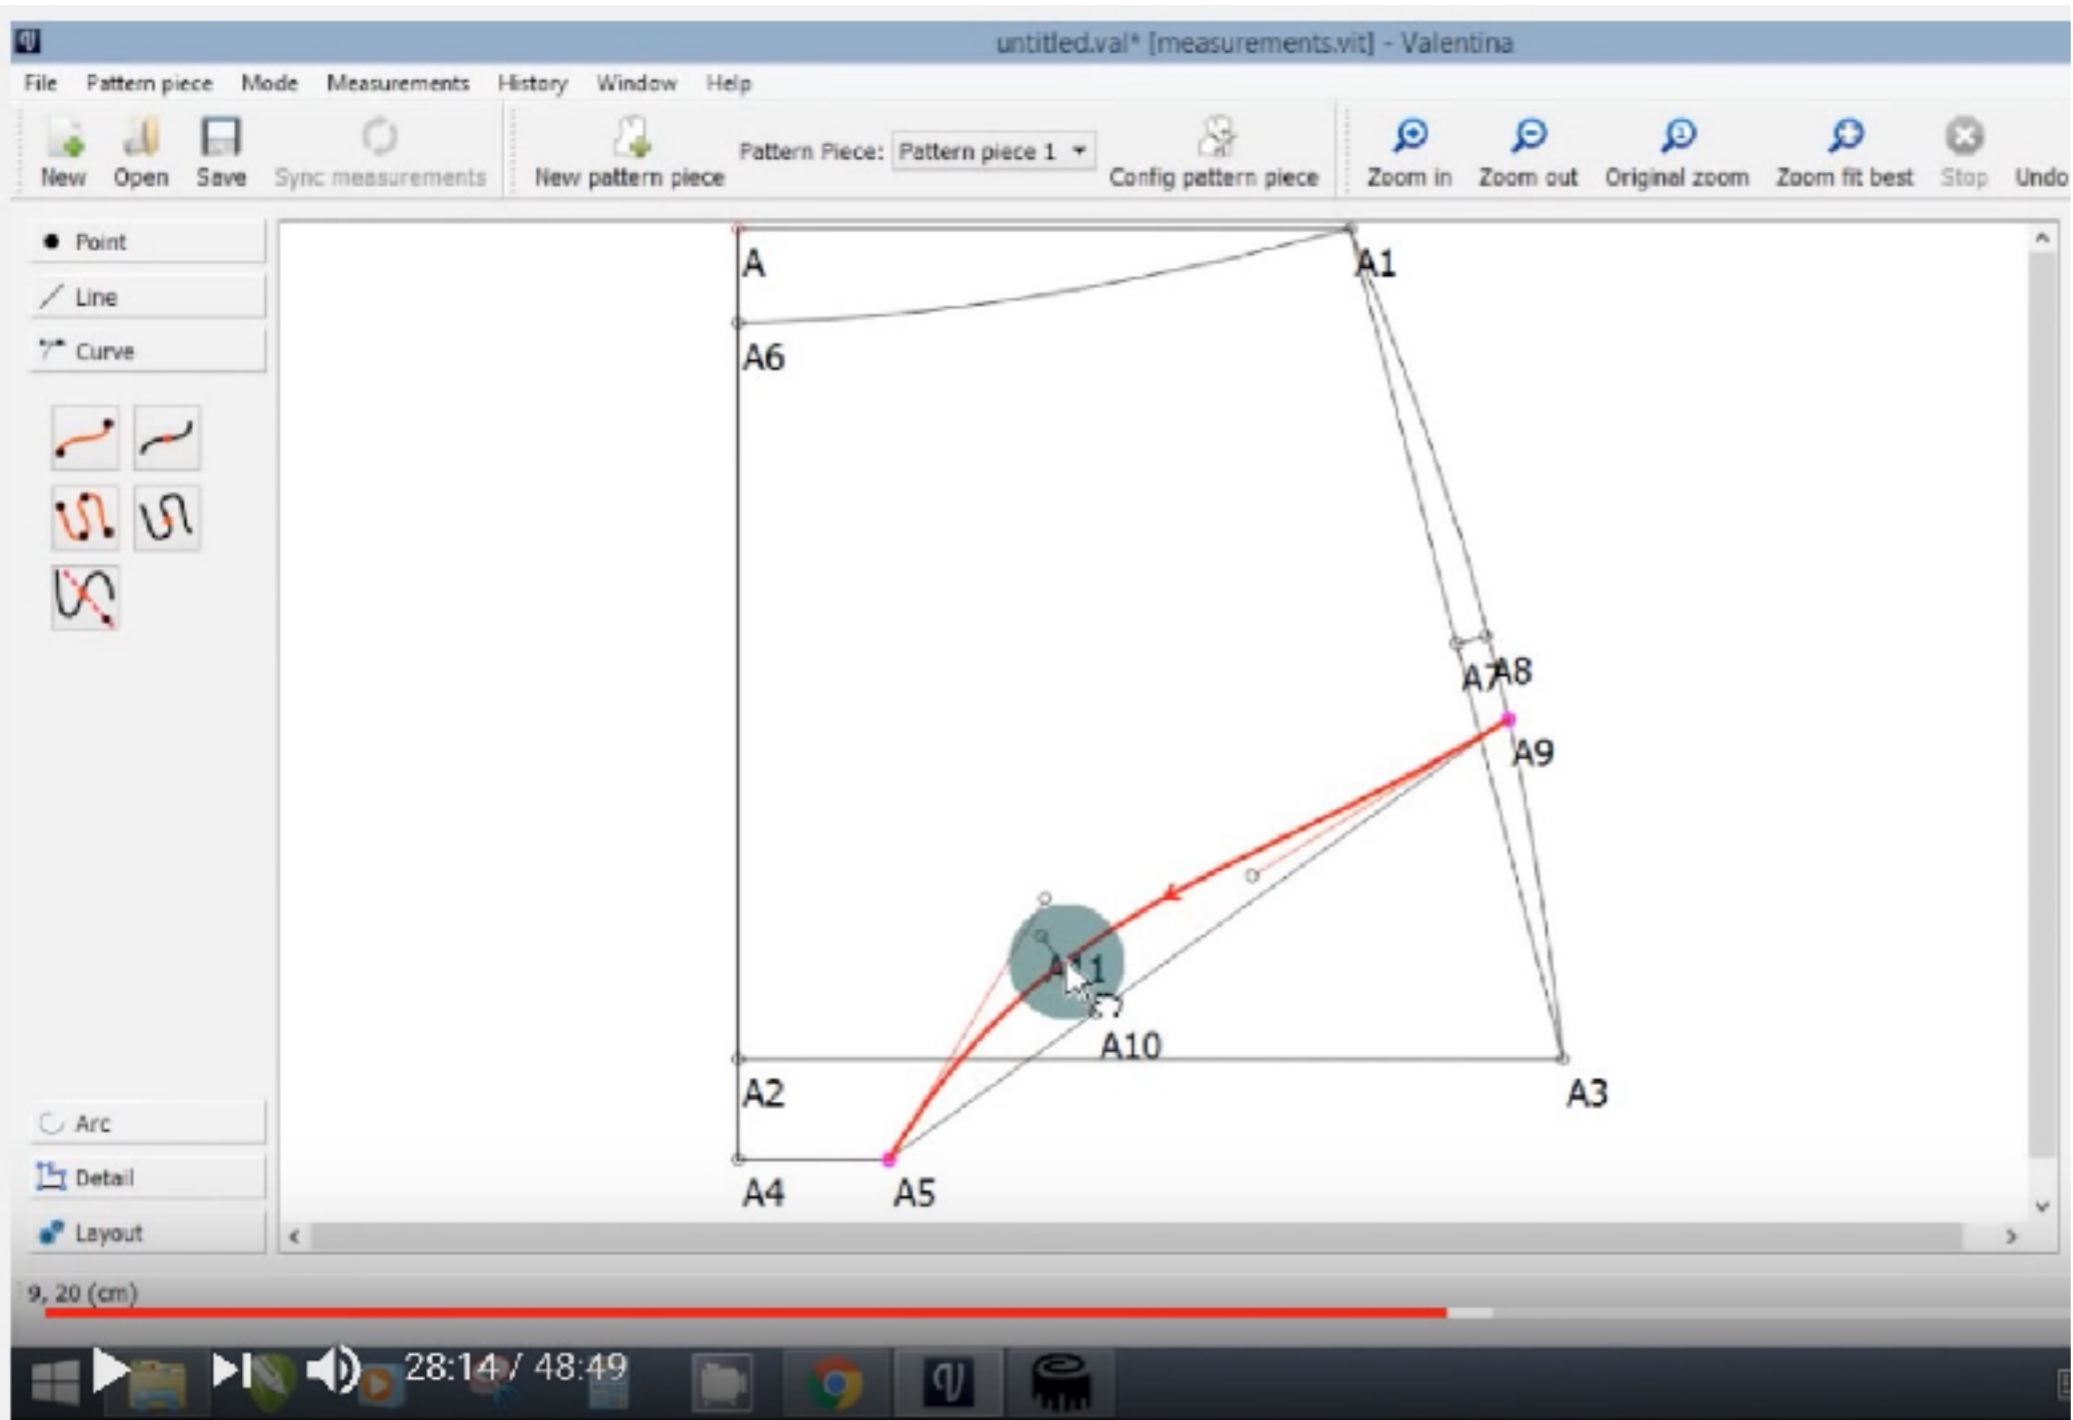 untitled.val* [measurements.vit] - Valentina
File Pattern piece Mode Measurements History Window Help
New Open Save Sync measurements New pattern piece Pattern Piece: Pattern piece 1 Config pattern piece Zoom in Zoom out Original zoom Zoom fit best Stop Undo
Point
Line
Curve
A
A1
A6
A7
A8
A9
A11
A10
A2
A3
A4
A5
Arc
Detail
Layout
9, 20 (cm)
28:14 / 48:49